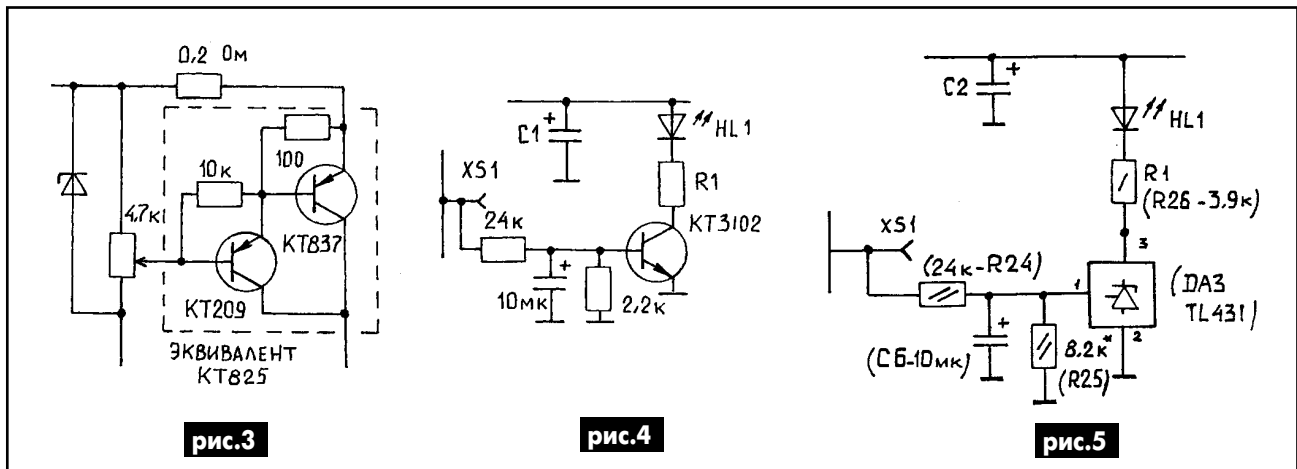 0,2 Ом
100
10к
4,7к
КТ837
КТ209
ЭКВИВАЛЕНТ
КТ825
рис.3
C1
+
HL1
XS1
R1
24к
КТ3102
+
10мк
2,2к
рис.4
C2
+
HL1
R1
(R26-3,9к)
XS1
3
(24к-R24)
1
(DA3
TL431)
+
2
(С6-10мк)
8,2к*
(R25)
рис.5